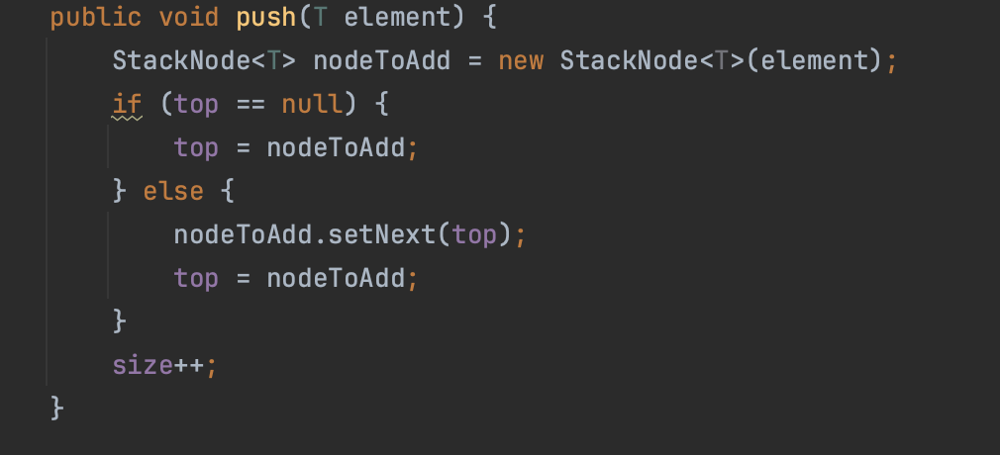 public void push(T element) {
    StackNode<T> nodeToAdd = new StackNode<T>(element);
    if (top == null) {
        top = nodeToAdd;
    } else {
        nodeToAdd.setNext(top);
        top = nodeToAdd;
    }
    size++;
}